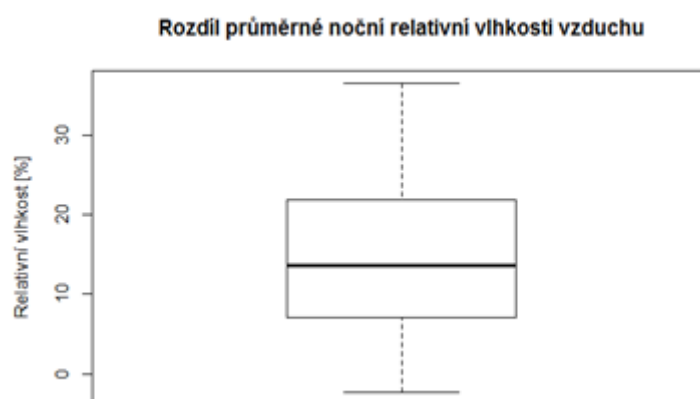 Rozdíl průměrné noční relativní vlhkosti vzduchu
Relativní vlhkost [%]
30
20
10
0